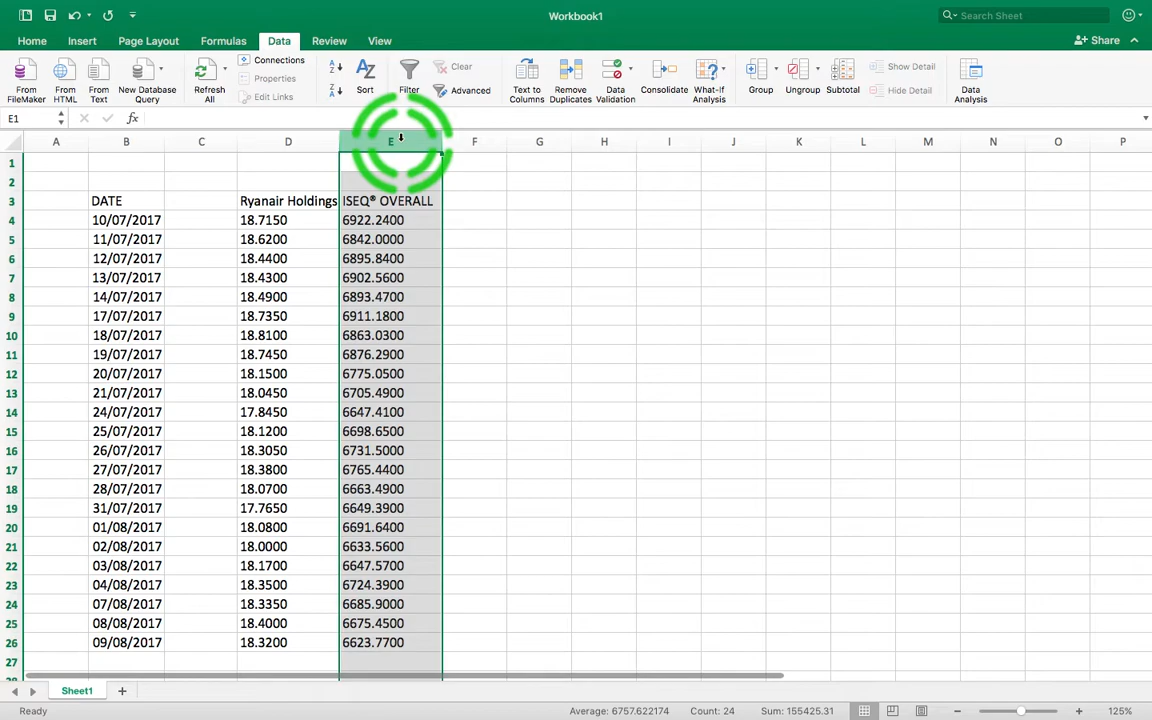 Workbook1
Search Sheet
Home Insert Page Layout Formulas Data Review View
Share
From FileMaker
From HTML
From Text
New Database Query
Refresh All
Connections
Properties
Edit Links
Sort
Filter
Clear
Advanced
Text to Columns
Remove Duplicates
Data Validation
Consolidate
What-If Analysis
Group
Ungroup
Subtotal
Show Detail
Hide Detail
Data Analysis
E1 fx
A B C D E F G H I J K L M N O P
1
2
3 DATE Ryanair Holdings ISEQ® OVERALL
4 10/07/2017 18.7150 6922.2400
5 11/07/2017 18.6200 6842.0000
6 12/07/2017 18.4400 6895.8400
7 13/07/2017 18.4300 6902.5600
8 14/07/2017 18.4900 6893.4700
9 17/07/2017 18.7350 6911.1800
10 18/07/2017 18.8100 6863.0300
11 19/07/2017 18.7450 6876.2900
12 20/07/2017 18.1500 6775.0500
13 21/07/2017 18.0450 6705.4900
14 24/07/2017 17.8450 6647.4100
15 25/07/2017 18.1200 6698.6500
16 26/07/2017 18.3050 6731.5000
17 27/07/2017 18.3800 6765.4400
18 28/07/2017 18.0700 6663.4900
19 31/07/2017 17.7650 6649.3900
20 01/08/2017 18.0800 6691.6400
21 02/08/2017 18.0000 6633.5600
22 03/08/2017 18.1700 6647.5700
23 04/08/2017 18.3500 6724.3900
24 07/08/2017 18.3350 6685.9000
25 08/08/2017 18.4000 6675.4500
26 09/08/2017 18.3200 6623.7700
27
Sheet1
Ready Average: 6757.622174 Count: 24 Sum: 155425.31 125%